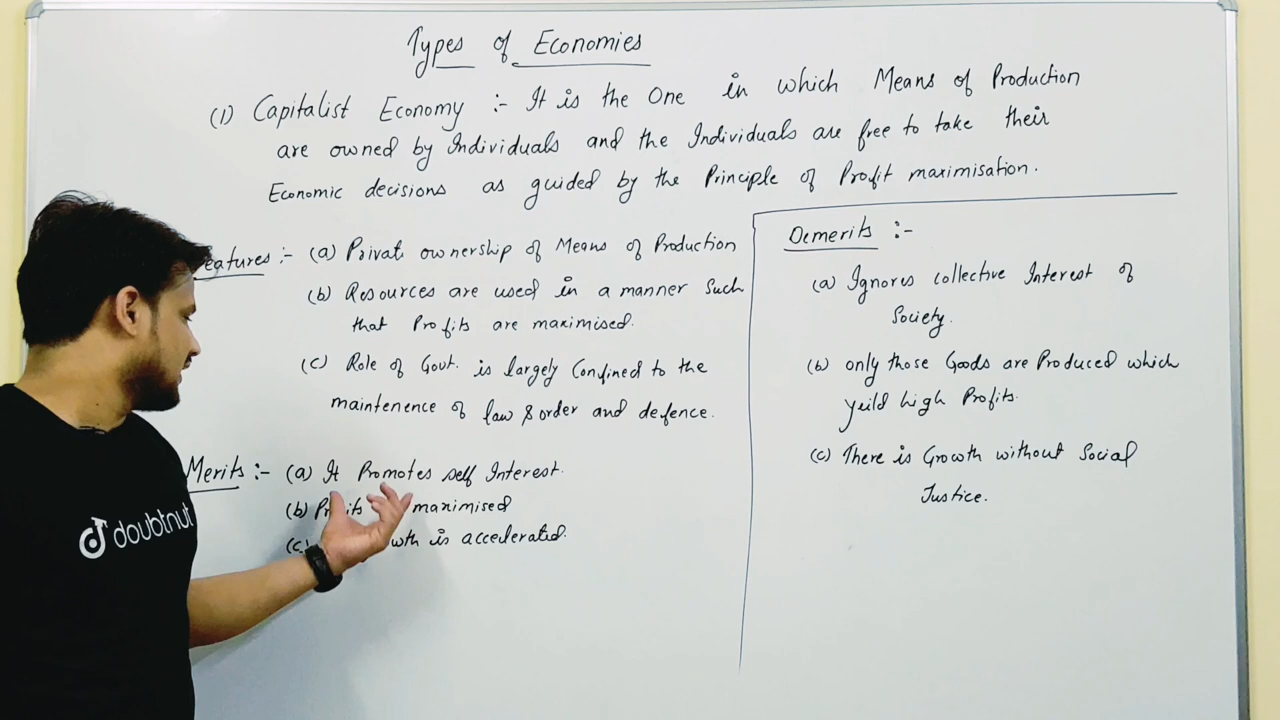 Types of Economies
(1) Capitalist Economy :- It is the One in which Means of Production
are owned by Individuals and the Individuals are free to take their
Economic decisions as guided by the Principle of Profit maximisation.
eatures :- (a) Private ownership of Means of Production
(b) Resources are used in a manner Such
that Profits are maximised.
(c) Role of Govt. is largely Confined to the
maintenence of law & order and defence.
Merits :- (a) It Promotes self Interest.
(b) maximised
(c) wth is accelerated.
Demerits :-
(a) Ignores collective Interest of
Society.
(b) only those Goods are Produced which
yeild high Profits.
(c) There is Growth without Social
Justice.
doubtnut